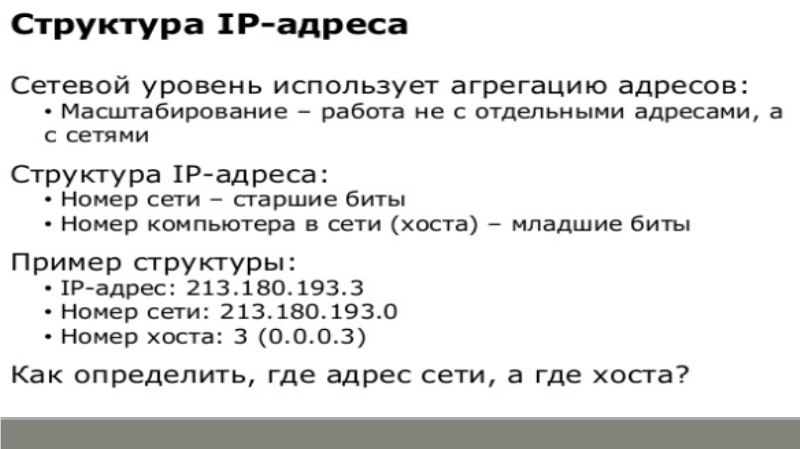 Структура IP-адреса
Сетевой уровень использует агрегацию адресов:
• Масштабирование – работа не с отдельными адресами, а
с сетями
Структура IP-адреса:
• Номер сети – старшие биты
• Номер компьютера в сети (хоста) – младшие биты
Пример структуры:
• IP-адрес: 213.180.193.3
• Номер сети: 213.180.193.0
• Номер хоста: 3 (0.0.0.3)
Как определить, где адрес сети, а где хоста?